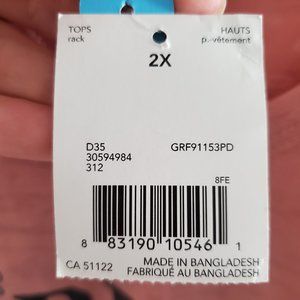 TOPS HAUTS
rack p.-vêtement
2X
D35 GRF91153PD
30594984
312
8FE
8 83190 10546 1
CA 51122 MADE IN BANGLADESH
FABRIQUÉ AU BANGLADESH